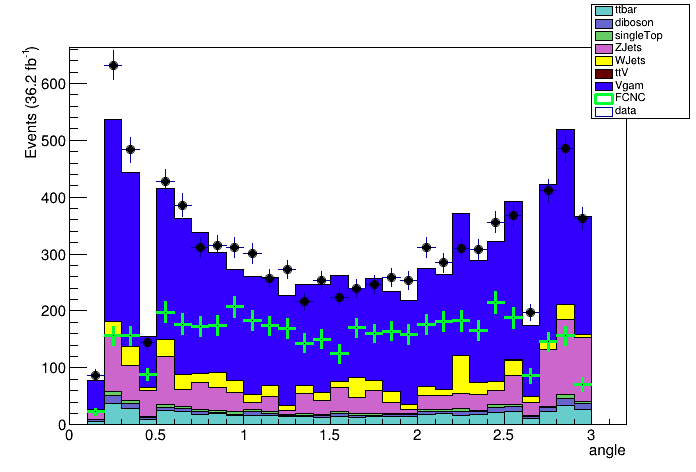 ttbar
diboson
singleTop
ZJets
WJets
ttV
Vgam
FCNC
data
Events (36.2 fb⁻¹)
600
500
400
300
200
100
0
0 0.5 1 1.5 2 2.5 3
angle